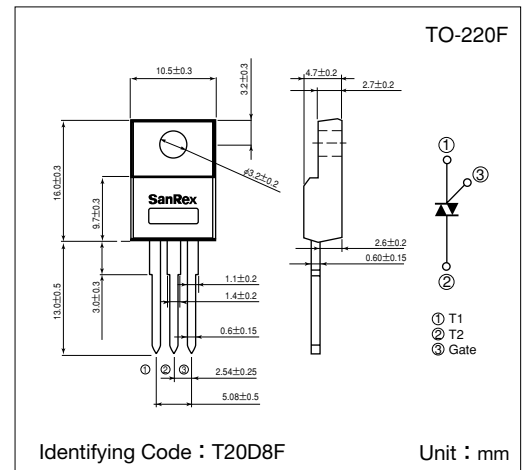 TO-220F
10.5±0.3
3.2±0.3
4.7±0.2
2.7±0.2
16.0±0.3
9.7±0.3
φ3.2±0.2
SanRex
13.0±0.5
3.0±0.3
1.1±0.2
1.4±0.2
0.6±0.15
2.54±0.25
5.08±0.5
① ② ③
2.6±0.2
0.60±0.15
①
③
②
① T1
② T2
③ Gate
Identifying Code：T20D8F
Unit：mm